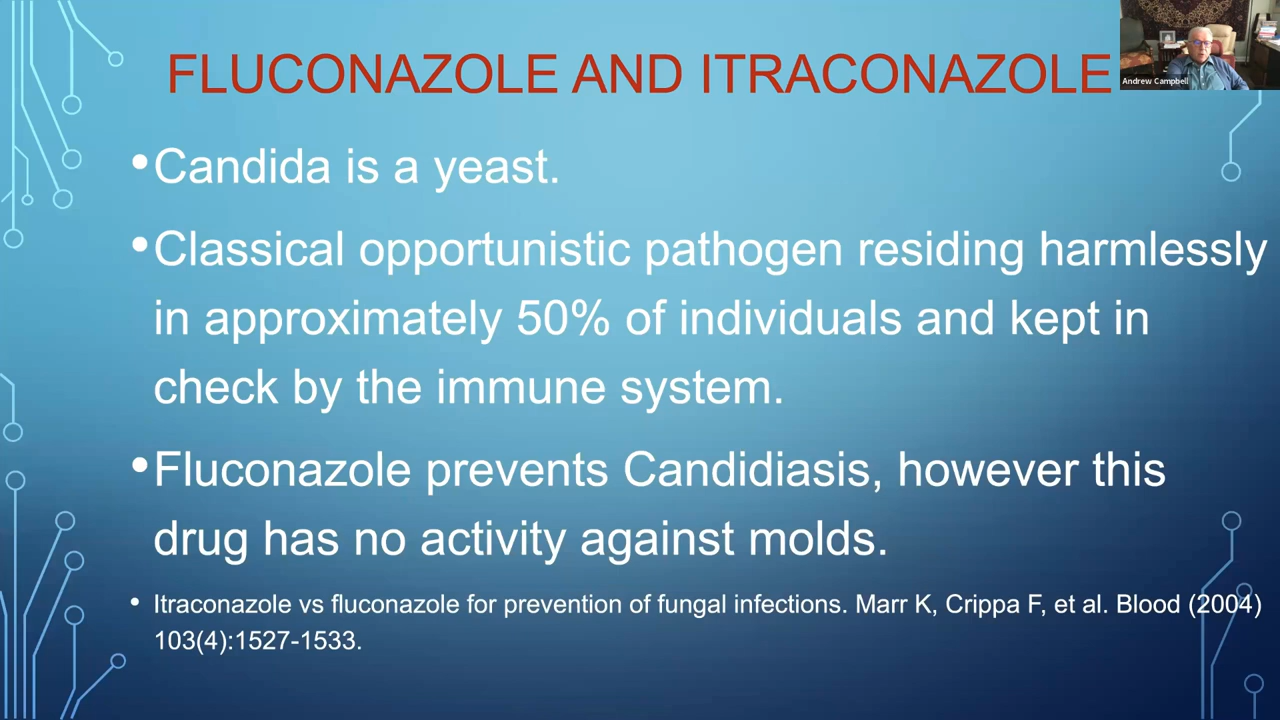 FLUCONAZOLE AND ITRACONAZOLE
Andrew Campbell
•Candida is a yeast.
•Classical opportunistic pathogen residing harmlessly
in approximately 50% of individuals and kept in
check by the immune system.
•Fluconazole prevents Candidiasis, however this
drug has no activity against molds.
• Itraconazole vs fluconazole for prevention of fungal infections. Marr K, Crippa F, et al. Blood (2004)
103(4):1527-1533.